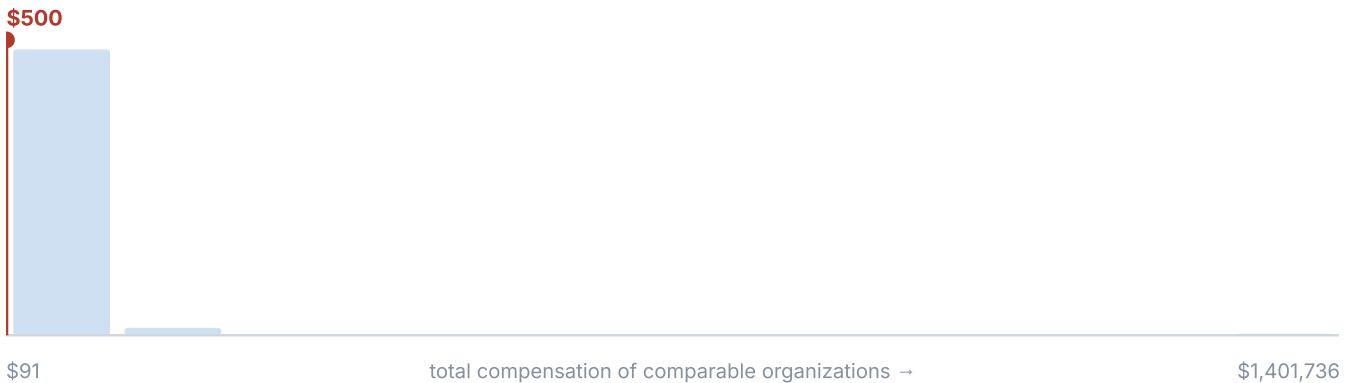 $500
$91 total compensation of comparable organizations → $1,401,736